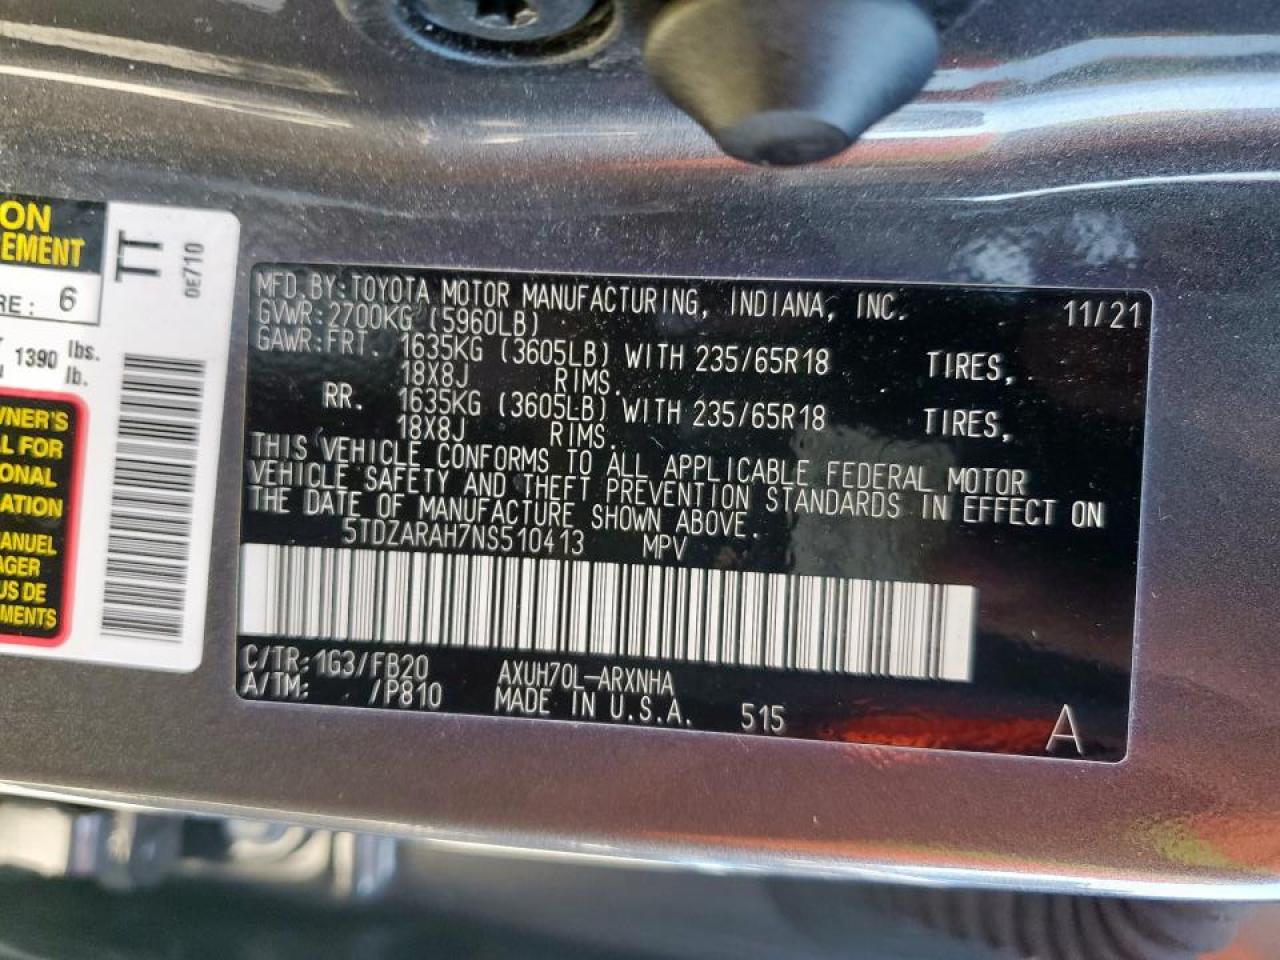 ON
EMENT
RE: 6
1390 lbs.
lb.
WNER'S
L FOR
ONAL
ATION
ANUEL
AGER
US DE
MENTS
TT
0E710
MFD. BY: TOYOTA MOTOR MANUFACTURING, INDIANA, INC. 11/21
GVWR: 2700KG (5960LB)
GAWR: FRT. 1635KG (3605LB) WITH 235/65R18 TIRES,
18X8J RIMS.
RR. 1635KG (3605LB) WITH 235/65R18 TIRES,
18X8J RIMS.
THIS VEHICLE CONFORMS TO ALL APPLICABLE FEDERAL MOTOR
VEHICLE SAFETY AND THEFT PREVENTION STANDARDS IN EFFECT ON
THE DATE OF MANUFACTURE SHOWN ABOVE.
5TDZARAH7NS510413 MPV
C/TR: 1G3/FB20 AXUH70L-ARXNHA
A/TM: /P810 MADE IN U.S.A. 515 A